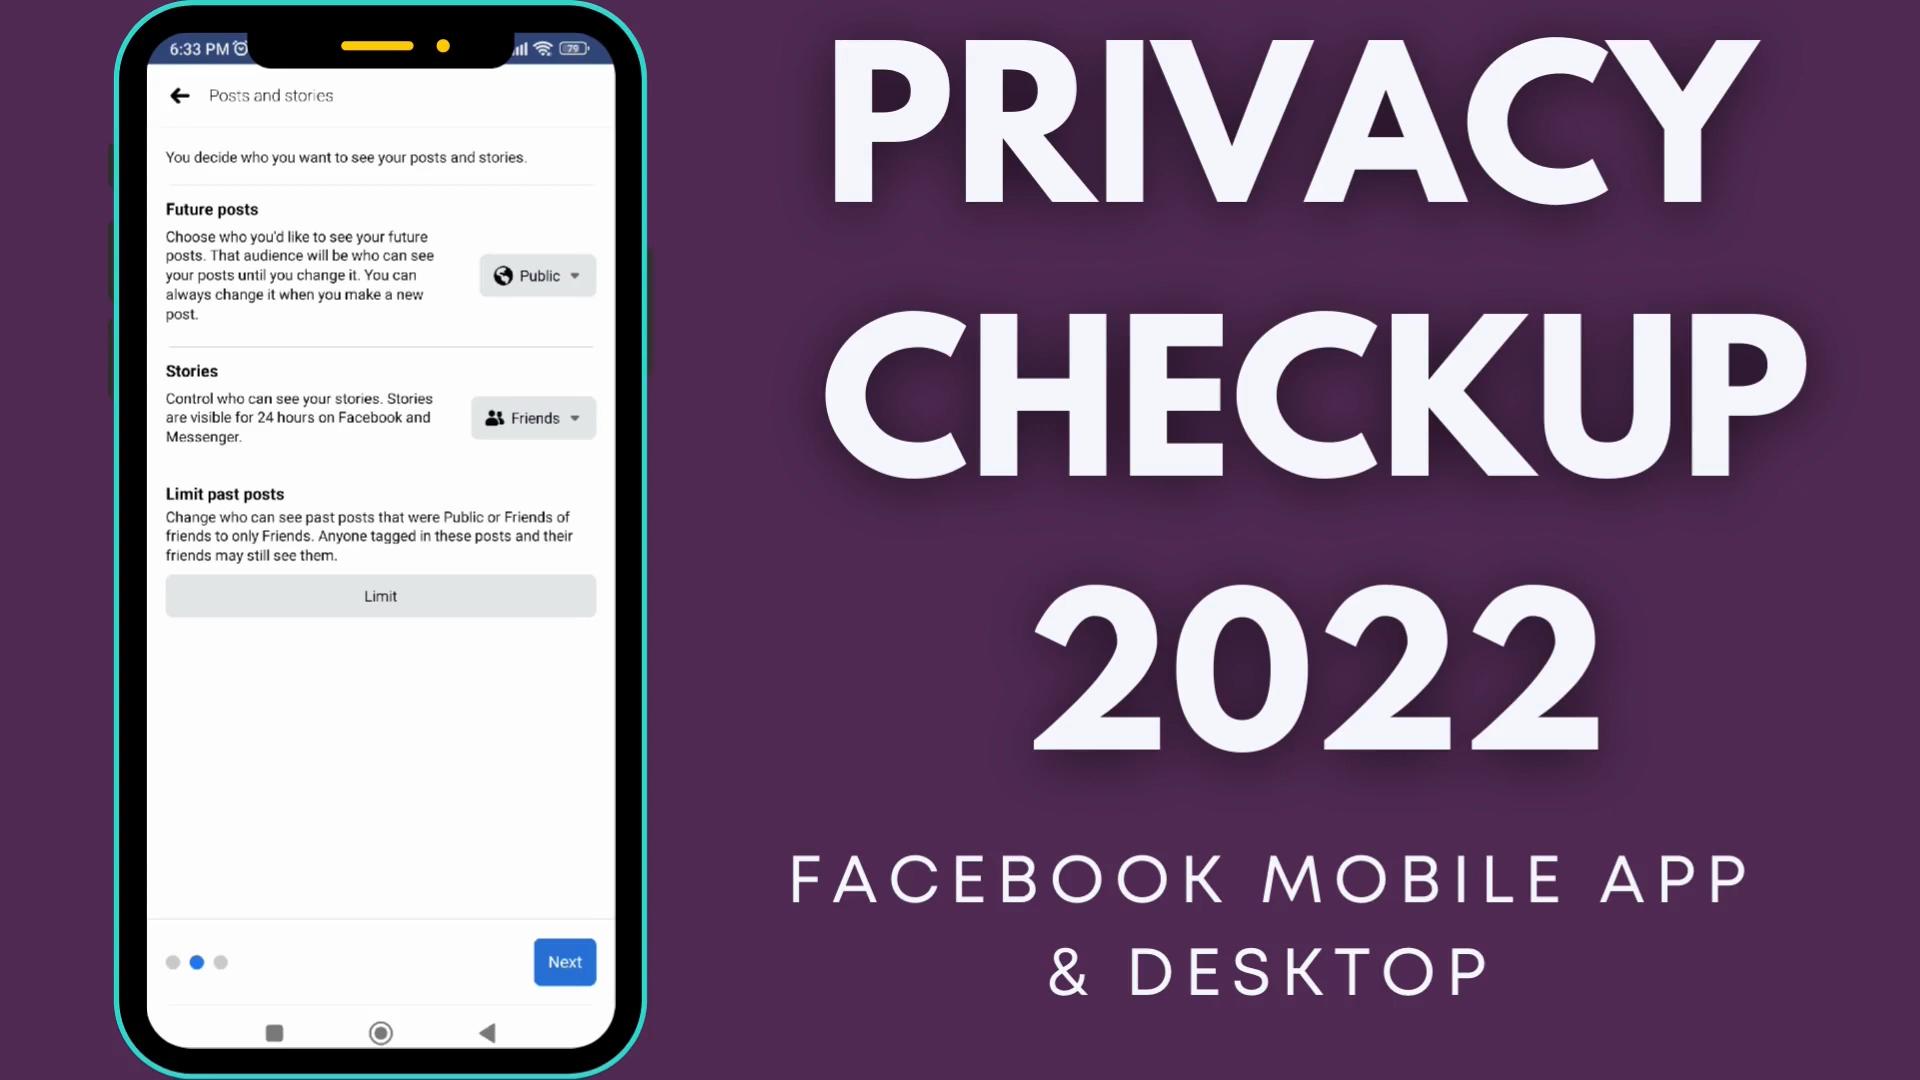 6:33 PM
79
Posts and stories
You decide who you want to see your posts and stories.
Future posts
Choose who you'd like to see your future
posts. That audience will be who can see
your posts until you change it. You can
always change it when you make a new
post.
Public
Stories
Control who can see your stories. Stories
are visible for 24 hours on Facebook and
Messenger.
Friends
Limit past posts
Change who can see past posts that were Public or Friends of
friends to only Friends. Anyone tagged in these posts and their
friends may still see them.
Limit
Next
PRIVACY
CHECKUP
2022
FACEBOOK MOBILE APP
& DESKTOP